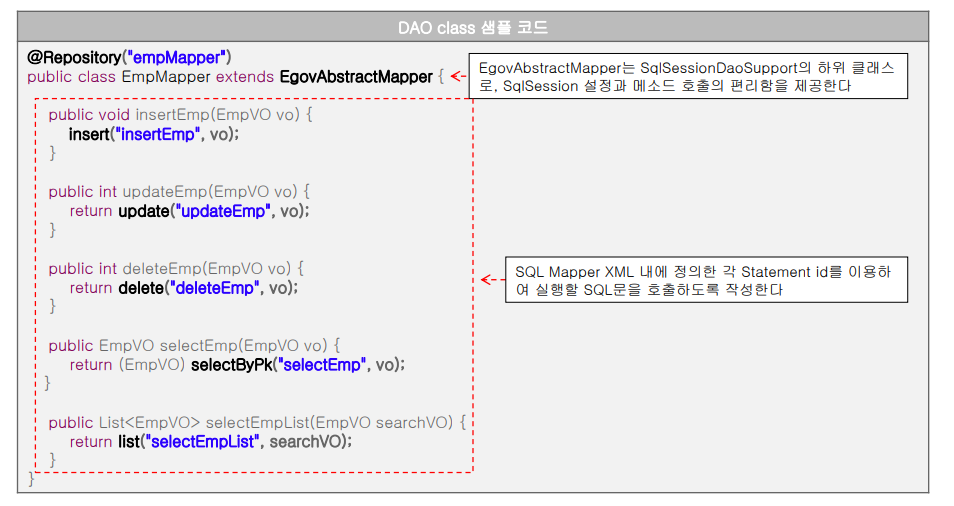 DAO class 샘플 코드
@Repository("empMapper")
public class EmpMapper extends EgovAbstractMapper {
EgovAbstractMapper는 SqlSessionDaoSupport의 하위 클래스
로, SqlSession 설정과 메소드 호출의 편리함을 제공한다
public void insertEmp(EmpVO vo) {
insert("insertEmp", vo);
}
public int updateEmp(EmpVO vo) {
return update("updateEmp", vo);
}
public int deleteEmp(EmpVO vo) {
return delete("deleteEmp", vo);
}
SQL Mapper XML 내에 정의한 각 Statement id를 이용하
여 실행할 SQL문을 호출하도록 작성한다
public EmpVO selectEmp(EmpVO vo) {
return (EmpVO) selectByPk("selectEmp", vo);
}
public List<EmpVO> selectEmpList(EmpVO searchVO) {
return list("selectEmpList", searchVO);
}
}